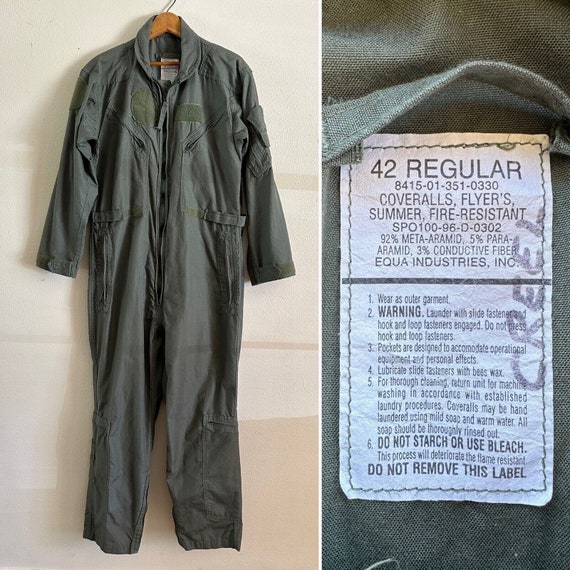 42 REGULAR
8415-01-351-0330
COVERALLS, FLYER'S,
SUMMER, FIRE-RESISTANT
SPO100-96-D-0302
92% META-ARAMID, 5% PARA-
ARAMID, 3% CONDUCTIVE FIBER
EQUA INDUSTRIES, INC.
1. Wear as outer garment.
2. WARNING. Launder with slide fastener and
hook and loop fasteners engaged. Do not press
hook and loop fasteners.
3. Pockets are designed to accomodate operational
equipment and personal effects.
4. Lubricate slide fasteners with bees wax.
5. For thorough cleaning, return unit for machine
washing in accordance with established
laundry procedures. Coveralls may be hand
laundered using mild soap and warm water. All
soap should be thoroughly rinsed out.
6. DO NOT STARCH OR USE BLEACH.
This process will deteriorate the flame resistant
DO NOT REMOVE THIS LABEL
CREEL